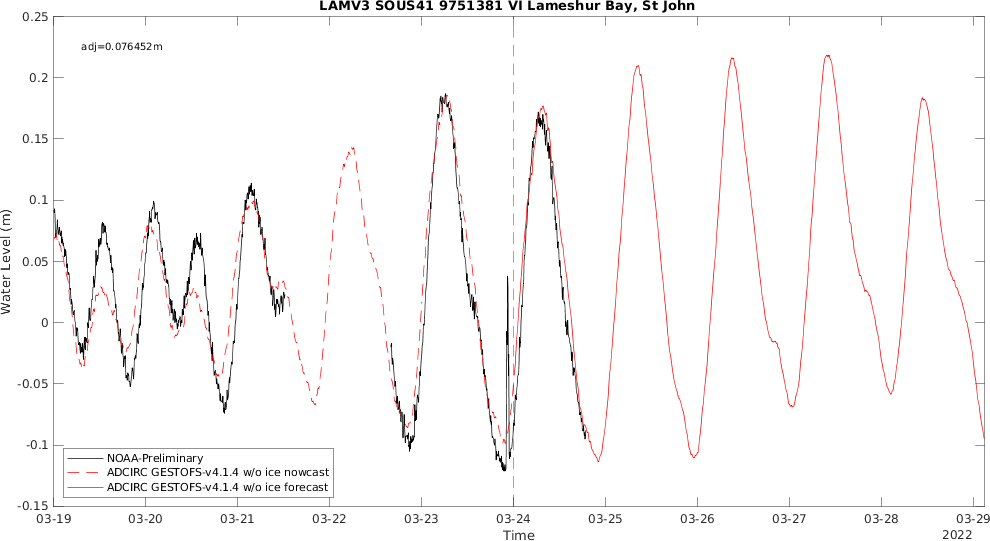 LAMV3 SOUS41 9751381 VI Lameshur Bay, St John
adj=0.076452m
0.25
0.2
0.15
0.1
0.05
0
-0.05
-0.1
-0.15
Water Level (m)
NOAA-Preliminary
ADCIRC GESTOFS-v4.1.4 w/o ice nowcast
ADCIRC GESTOFS-v4.1.4 w/o ice forecast
03-19 03-20 03-21 03-22 03-23 03-24 03-25 03-26 03-27 03-28 03-29
Time
2022